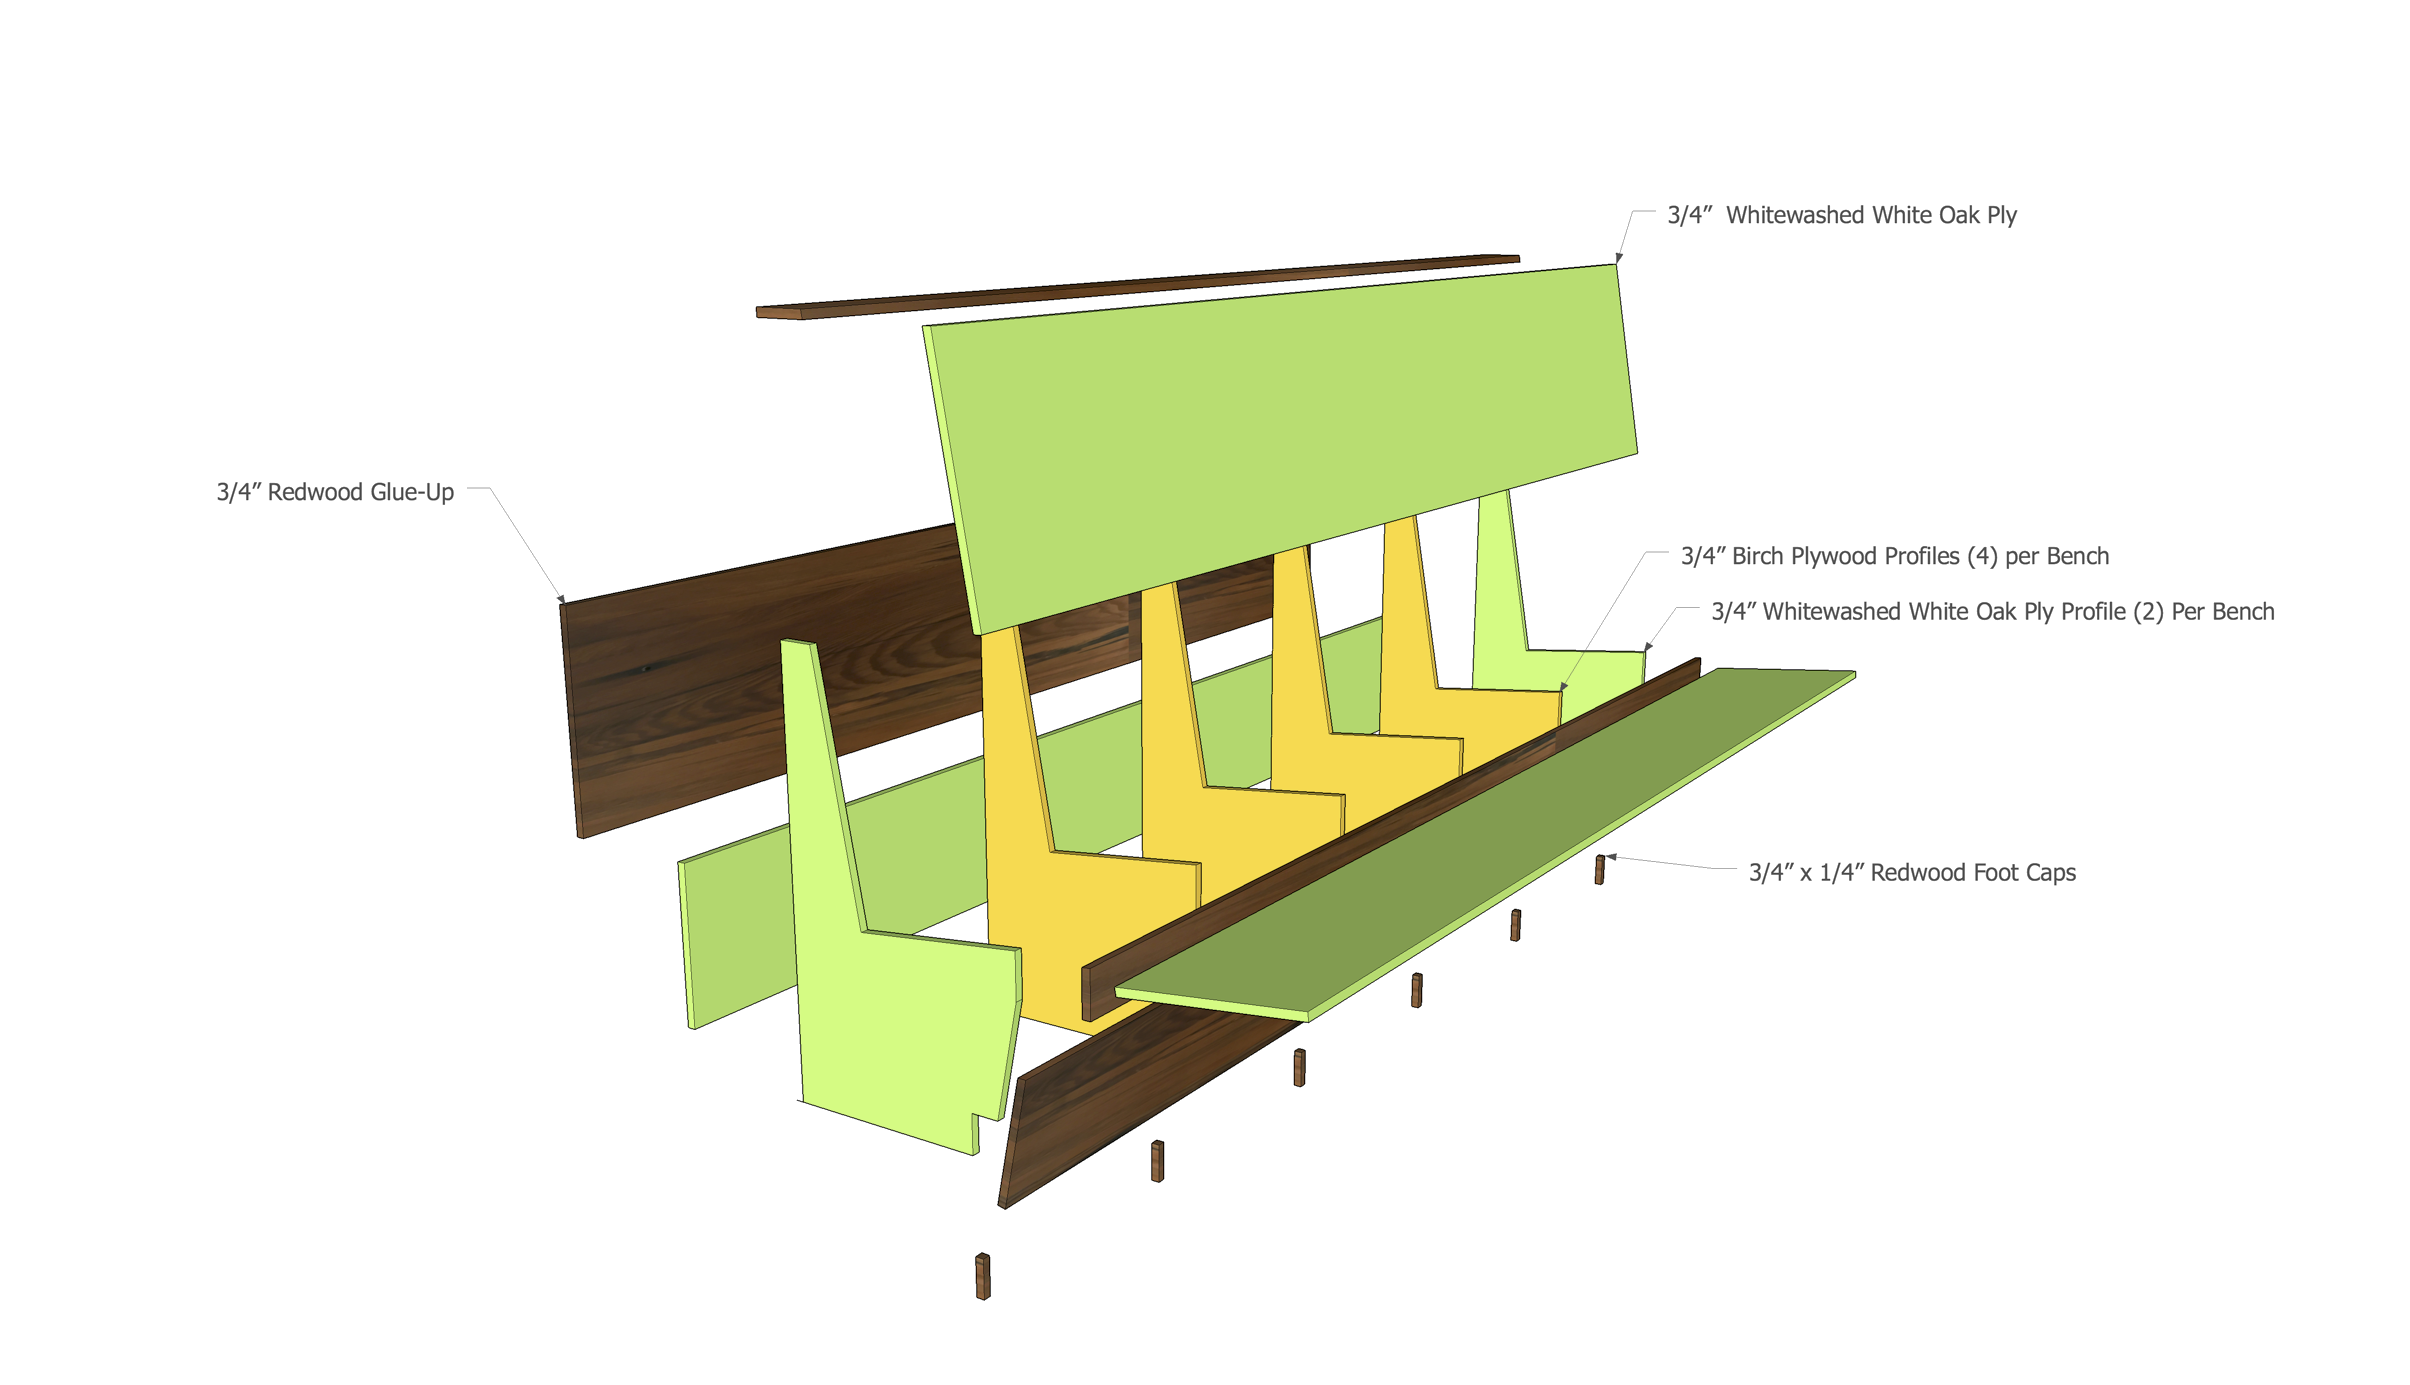 3/4”  Whitewashed White Oak Ply
3/4” Redwood Glue-Up
3/4” Birch Plywood Profiles (4) per Bench
3/4” Whitewashed White Oak Ply Profile (2) Per Bench
3/4” x 1/4” Redwood Foot Caps